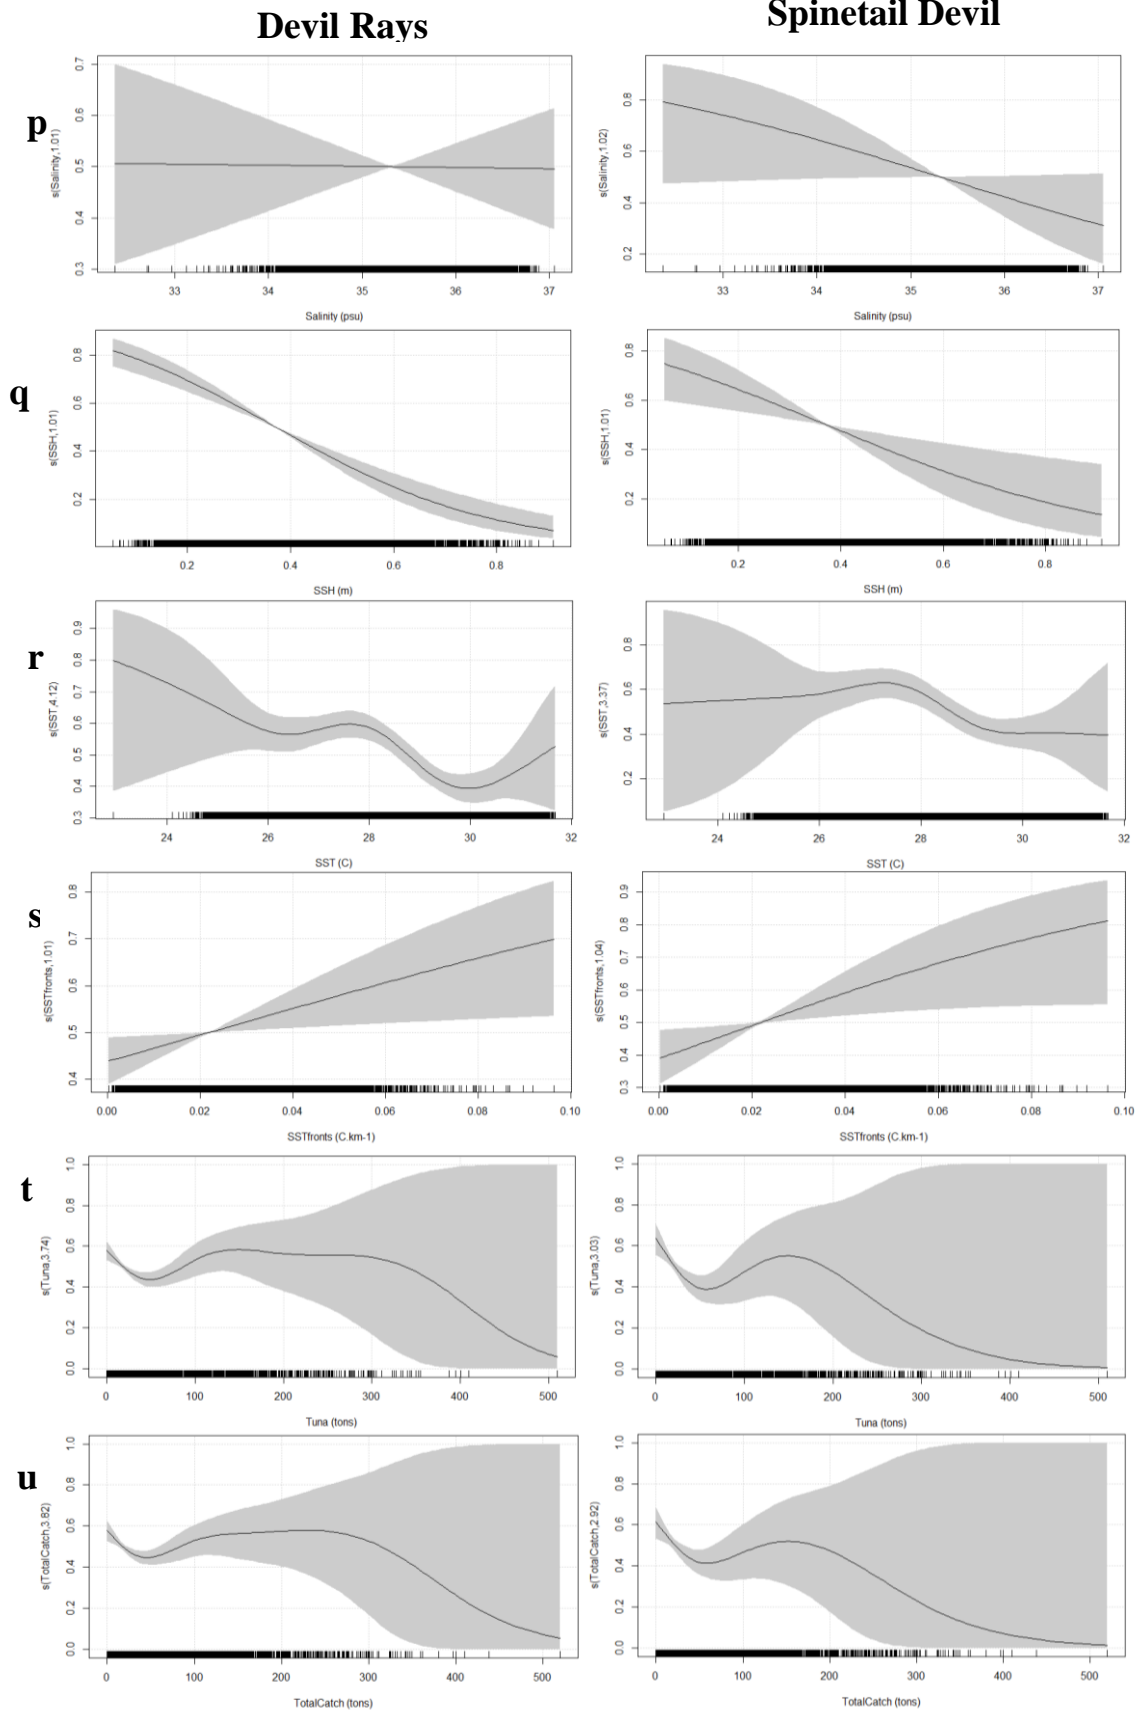 Devil Rays Spinetail Devil
p
s(Salinity,1.01) 0.3 0.4 0.5 0.6 0.7
33 34 35 36 37
Salinity (psu)
s(Salinity,1.02) 0.2 0.4 0.6 0.8
33 34 35 36 37
Salinity (psu)
q
s(SSH,1.01) 0.2 0.4 0.6 0.8
0.2 0.4 0.6 0.8
SSH (m)
s(SSH,1.01) 0.2 0.4 0.6 0.8
0.2 0.4 0.6 0.8
SSH (m)
r
s(SST,4.12) 0.3 0.4 0.5 0.6 0.7 0.8 0.9
24 26 28 30 32
SST (C)
s(SST,3.37) 0.2 0.4 0.6 0.8
24 26 28 30 32
SST (C)
s
s(SSTfronts,1.01) 0.4 0.5 0.6 0.7 0.8
0.00 0.02 0.04 0.06 0.08 0.10
SSTfronts (C.km-1)
s(SSTfronts,1.04) 0.3 0.4 0.5 0.6 0.7 0.8 0.9
0.00 0.02 0.04 0.06 0.08 0.10
SSTfronts (C.km-1)
t
s(Tuna,3.74) 0.0 0.2 0.4 0.6 0.8 1.0
0 100 200 300 400 500
Tuna (tons)
s(Tuna,3.03) 0.0 0.2 0.4 0.6 0.8 1.0
0 100 200 300 400 500
Tuna (tons)
u
s(TotalCatch,3.82) 0.0 0.2 0.4 0.6 0.8 1.0
0 100 200 300 400 500
TotalCatch (tons)
s(TotalCatch,2.92) 0.0 0.2 0.4 0.6 0.8 1.0
0 100 200 300 400 500
TotalCatch (tons)